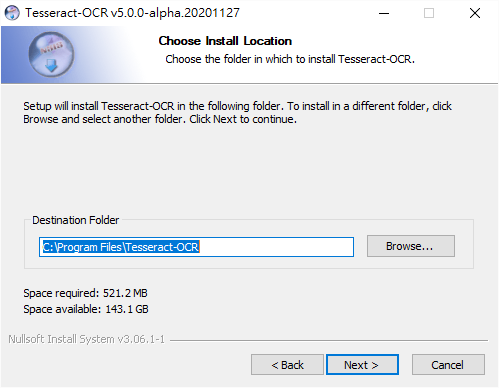 Tesseract-OCR v5.0.0-alpha.20201127
Choose Install Location
Choose the folder in which to install Tesseract-OCR.
Setup will install Tesseract-OCR in the following folder. To install in a different folder, click
Browse and select another folder. Click Next to continue.
Destination Folder
C:\Program Files\Tesseract-OCR
Browse...
Space required: 521.2 MB
Space available: 143.1 GB
Nullsoft Install System v3.06.1-1
< Back
Next >
Cancel